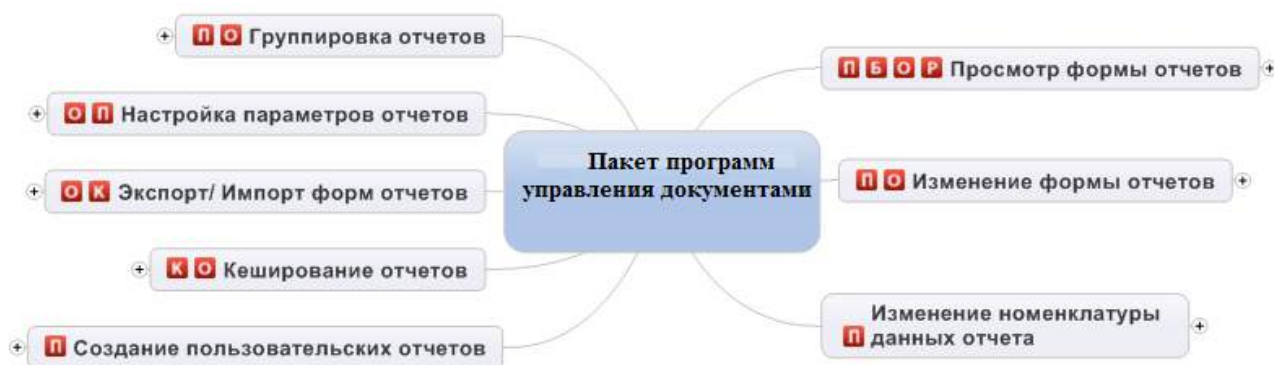 П О Группировка отчетов
О П Настройка параметров отчетов
О К Экспорт/ Импорт форм отчетов
К О Кеширование отчетов
П Создание пользовательских отчетов
Пакет программ
управления документами
П Б О Р Просмотр формы отчетов
П О Изменение формы отчетов
Изменение номенклатуры
П данных отчета